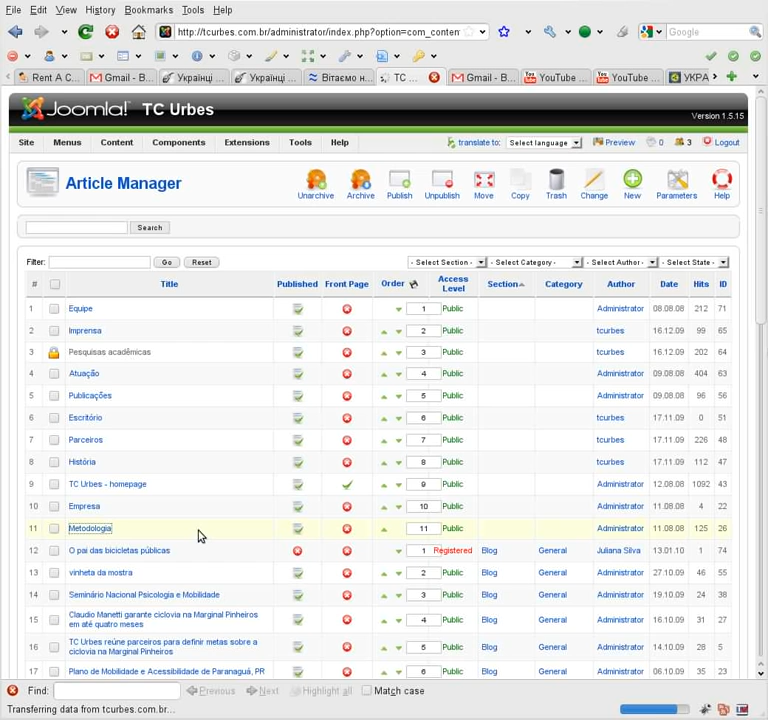 File Edit View History Bookmarks Tools Help
http://tcurbes.com.br/administrator/index.php?option=com_conten
Google
Rent A C... Gmail - B... Українці ... Українці ... Вітаємо н... TC ... Gmail - B... YouTube ... YouTube ... УКРА
Joomla! TC Urbes
Version 1.5.15
Site Menus Content Components Extensions Tools Help translate to: Select language Preview 0 3 Logout
Article Manager
Unarchive Archive Publish Unpublish Move Copy Trash Change New Parameters Help
Search
Filter: Go Reset - Select Section - - Select Category - - Select Author - - Select State -
# Title Published Front Page Order Access Level Section Category Author Date Hits ID
1 Equipe 1 Public Administrator 08.08.08 212 71
2 Imprensa 2 Public tcurbes 16.12.09 99 65
3 Pesquisas acadêmicas 3 Public tcurbes 16.12.09 202 64
4 Atuação 4 Public Administrator 09.08.08 404 63
5 Publicações 5 Public Administrator 09.08.08 96 56
6 Escritório 6 Public tcurbes 17.11.09 0 51
7 Parceiros 7 Public tcurbes 17.11.09 226 48
8 História 8 Public tcurbes 17.11.09 112 47
9 TC Urbes - homepage 9 Public Administrator 12.08.08 1092 43
10 Empresa 10 Public Administrator 11.08.08 4 22
11 Metodologia 11 Public Administrator 11.08.08 125 26
12 O pai das bicicletas públicas 1 Registered Blog General Juliana Silva 13.01.10 1 74
13 vinheta da mostra 2 Public Blog General Administrator 27.10.09 46 55
14 Seminário Nacional Psicologia e Mobilidade 3 Public Blog General Administrator 19.10.09 24 38
15 Claudio Manetti garante ciclovia na Marginal Pinheiros em até quatro meses 4 Public Blog General Administrator 16.10.09 31 27
16 TC Urbes reúne parceiros para definir metas sobre a ciclovia na Marginal Pinheiros 5 Public Blog General Administrator 14.10.09 28 5
17 Plano de Mobilidade e Acessibilidade de Paranaguá, PR 6 Public Blog General Administrator 06.10.09 35 23
Find: Previous Next Highlight all Match case
Transferring data from tcurbes.com.br...